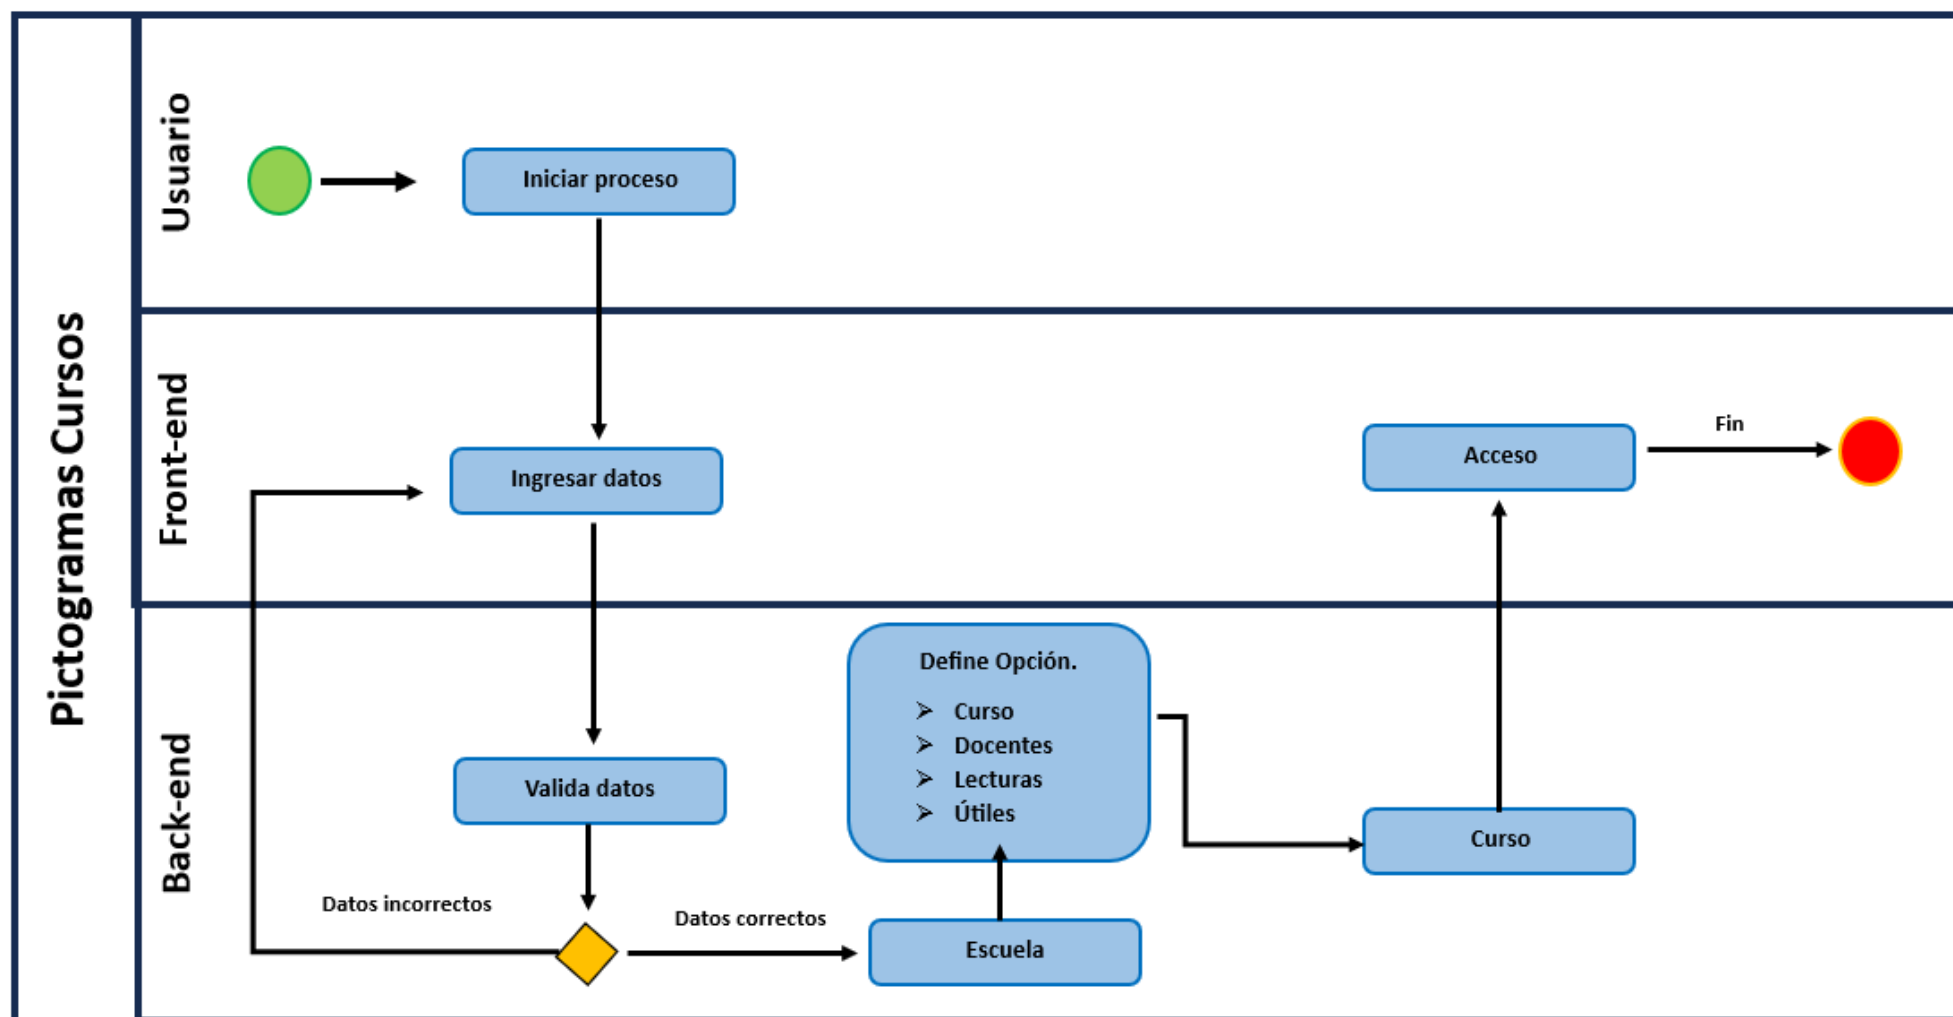 Pictogramas Cursos
Usuario
Iniciar proceso
Front-end
Ingresar datos
Acceso
Fin
Back-end
Define Opción.
➢ Curso
➢ Docentes
➢ Lecturas
➢ Útiles
Valida datos
Curso
Datos incorrectos
Datos correctos
Escuela